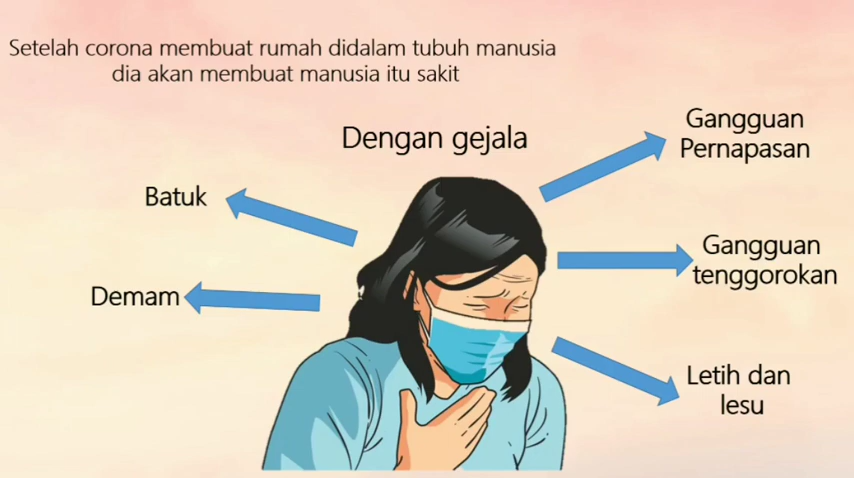 Setelah corona membuat rumah didalam tubuh manusia
dia akan membuat manusia itu sakit
Dengan gejala
Batuk
Demam
Gangguan
Pernapasan
Gangguan
tenggorokan
Letih dan
lesu